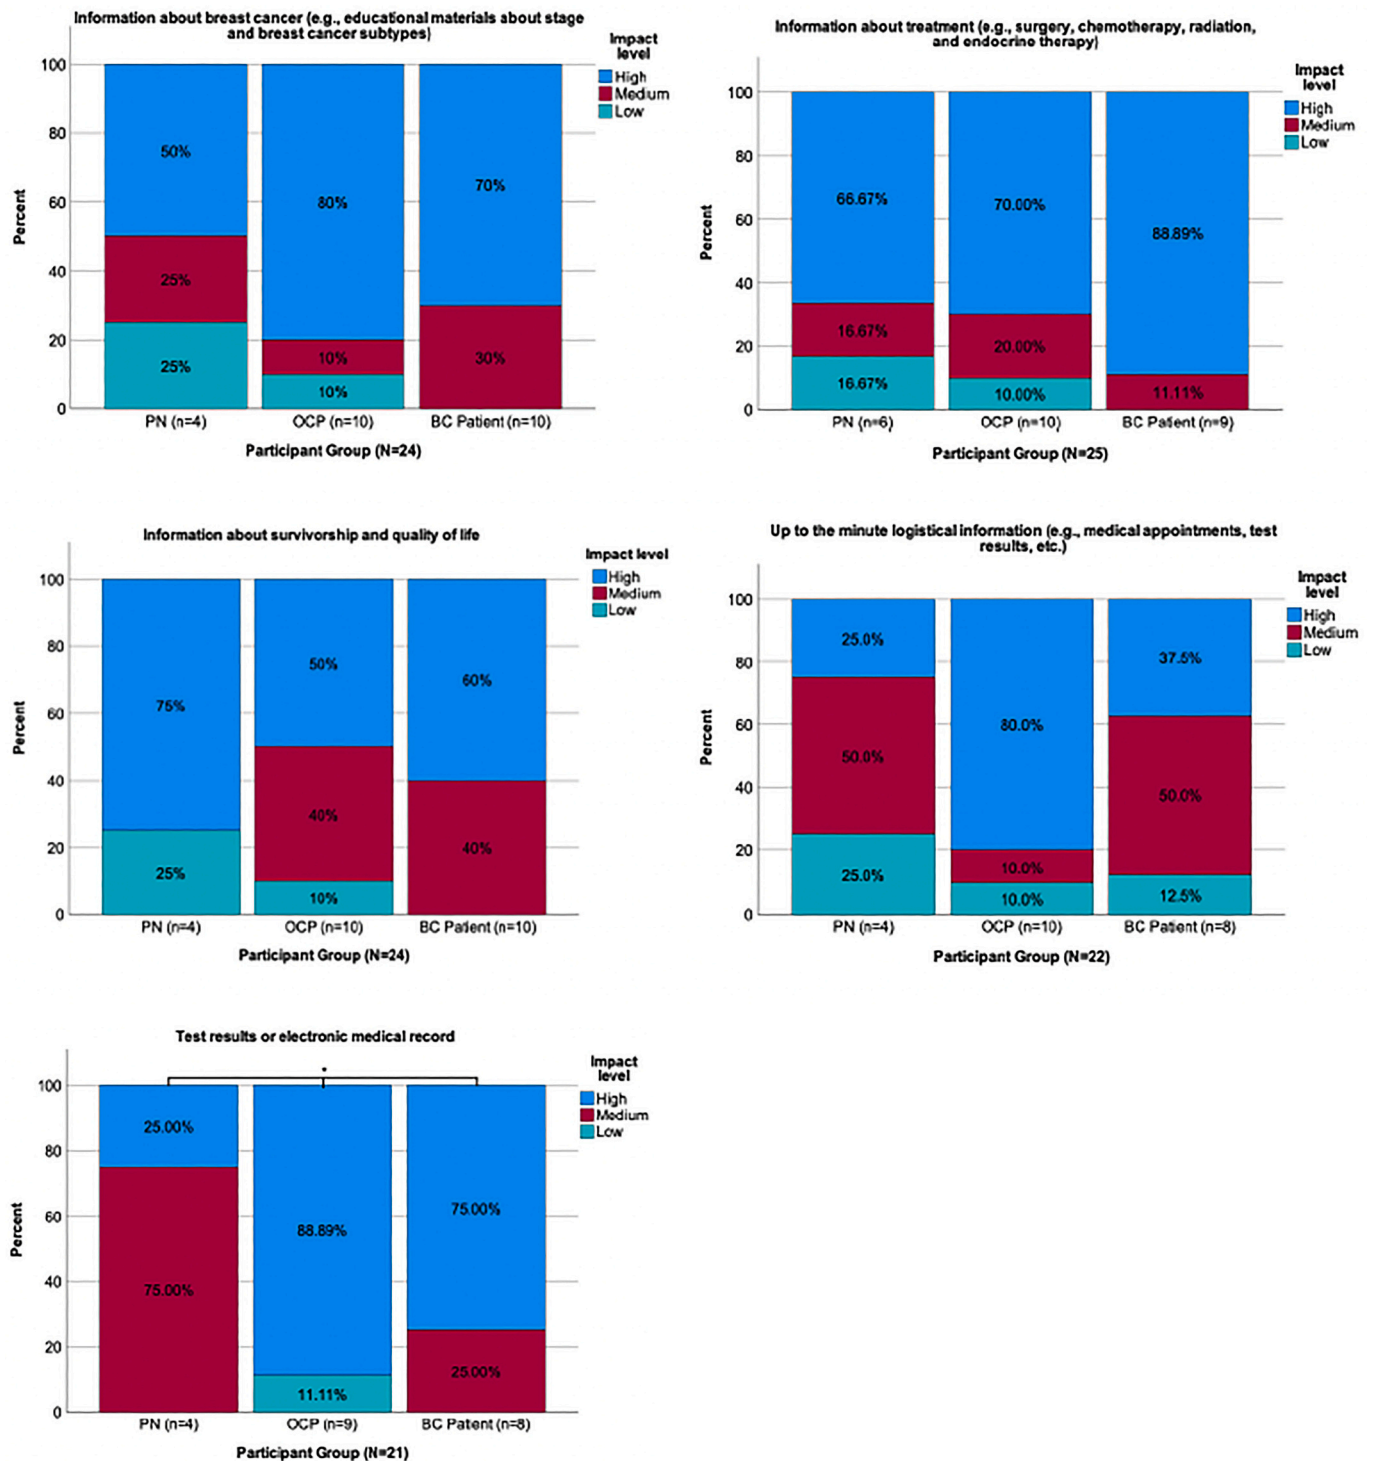 Information about breast cancer (e.g., educational materials about stage
and breast cancer subtypes)
Impact
level
High
Medium
Low
Percent
100
80
60
40
20
0
50%
25%
25%
80%
10%
10%
70%
30%
PN (n=4)
OCP (n=10)
BC Patient (n=10)
Participant Group (N=24)
Information about treatment (e.g., surgery, chemotherapy, radiation,
and endocrine therapy)
Impact
level
High
Medium
Low
Percent
100
80
60
40
20
0
66.67%
16.67%
16.67%
70.00%
20.00%
10.00%
88.89%
11.11%
PN (n=6)
OCP (n=10)
BC Patient (n=9)
Participant Group (N=25)
Information about survivorship and quality of life
Impact level
High
Medium
Low
Percent
100
80
60
40
20
0
75%
25%
50%
40%
10%
60%
40%
PN (n=4)
OCP (n=10)
BC Patient (n=10)
Participant Group (N=24)
Up to the minute logistical information (e.g., medical appointments, test
results, etc.)
Impact
level
High
Medium
Low
Percent
100
80
60
40
20
0
25.0%
50.0%
25.0%
80.0%
10.0%
10.0%
37.5%
50.0%
12.5%
PN (n=4)
OCP (n=10)
BC Patient (n=8)
Participant Group (N=22)
Test results or electronic medical record
Impact
level
High
Medium
Low
*
Percent
100
80
60
40
20
0
25.00%
75.00%
88.89%
11.11%
75.00%
25.00%
PN (n=4)
OCP (n=9)
BC Patient (n=8)
Participant Group (N=21)